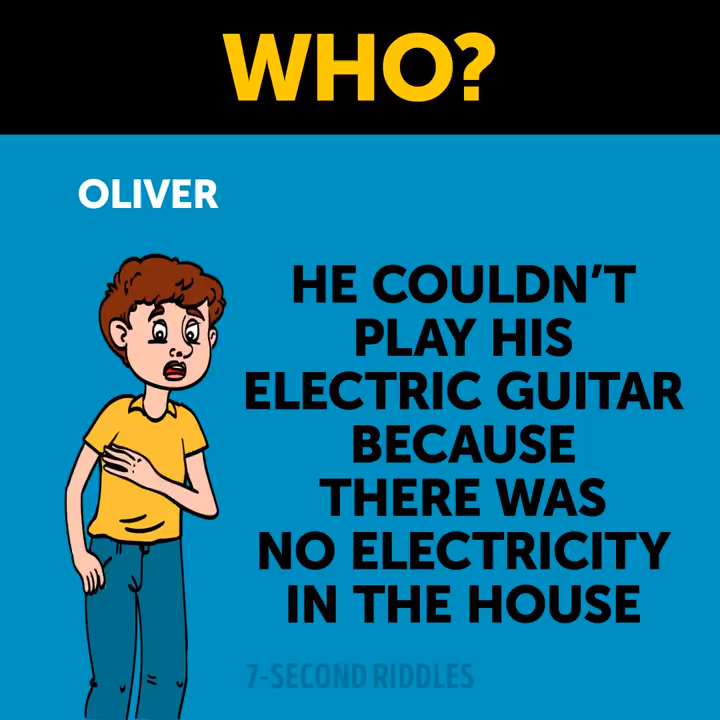 WHO?
OLIVER
HE COULDN'T
PLAY HIS
ELECTRIC GUITAR
BECAUSE
THERE WAS
NO ELECTRICITY
IN THE HOUSE
7-SECOND RIDDLES